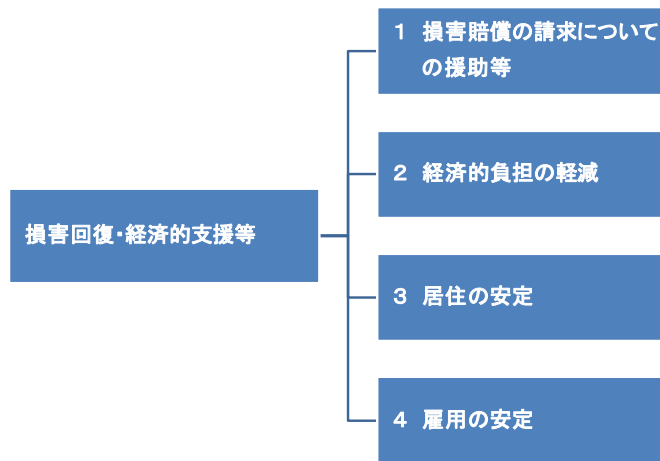 損害回復・経済的支援等
1 損害賠償の請求について
の援助等
2 経済的負担の軽減
3 居住の安定
4 雇用の安定